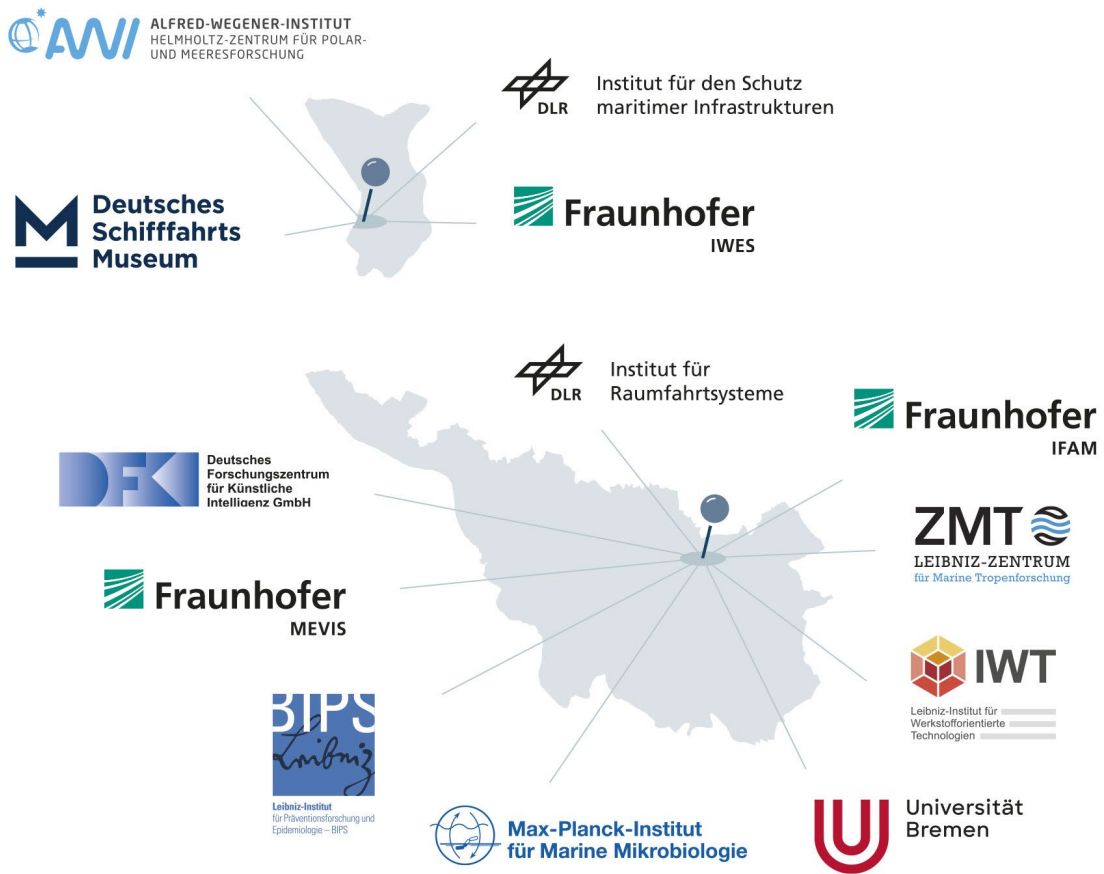 AWI
ALFRED-WEGENER-INSTITUT
HELMHOLTZ-ZENTRUM FÜR POLAR-
UND MEERESFORSCHUNG
DLR
Institut für den Schutz
maritimer Infrastrukturen
Deutsches
Schifffahrts
Museum
Fraunhofer
IWES
DLR
Institut für
Raumfahrtsysteme
Fraunhofer
IFAM
DFKI
Deutsches
Forschungszentrum
für Künstliche
Intelligenz GmbH
ZMT
LEIBNIZ-ZENTRUM
für Marine Tropenforschung
Fraunhofer
MEVIS
IWT
Leibniz-Institut für
Werkstofforientierte
Technologien
BIPS
Leibniz
Leibniz-Institut
für Präventionsforschung und
Epidemiologie – BIPS
Max-Planck-Institut
für Marine Mikrobiologie
Universität
Bremen